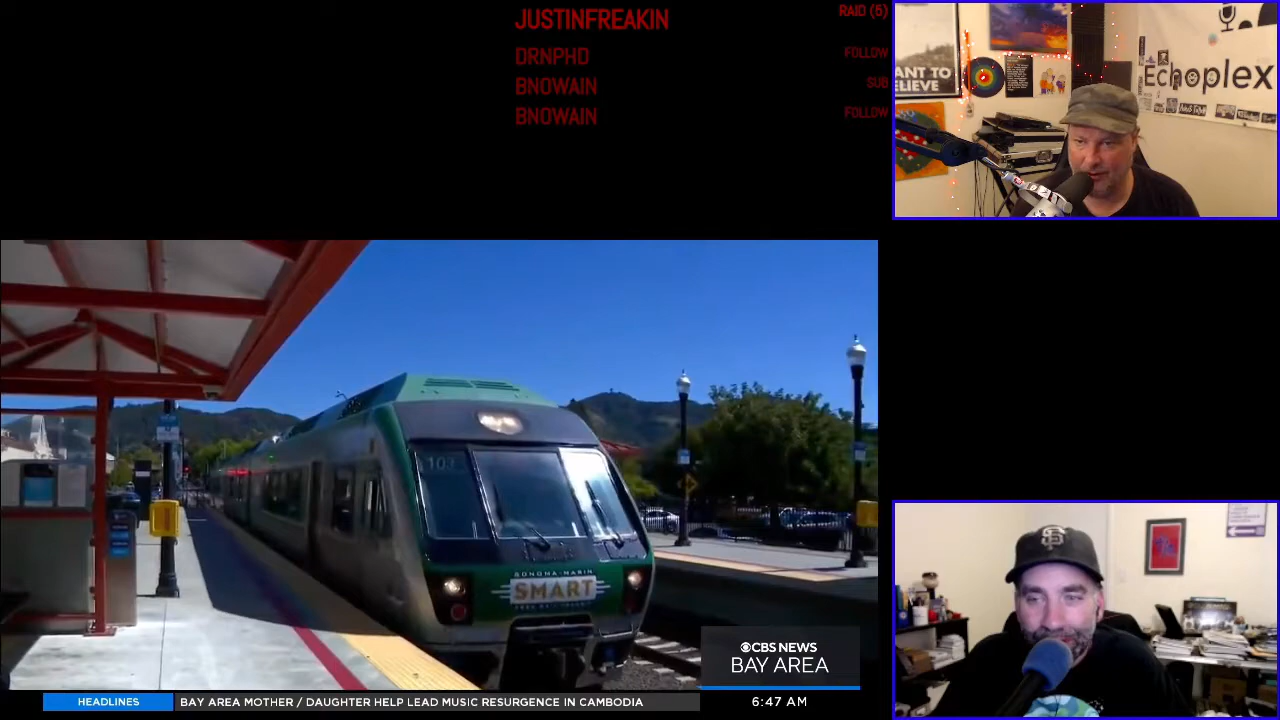 JUSTINFREAKIN RAID (5)
DRNPHD FOLLOW
BNOWAIN SUB
BNOWAIN FOLLOW
ANT TO
ELIEVE
Echoplex
103
SONOMA-MARIN
SMART
CBS NEWS
BAY AREA
HEADLINES BAY AREA MOTHER / DAUGHTER HELP LEAD MUSIC RESURGENCE IN CAMBODIA 6:47 AM